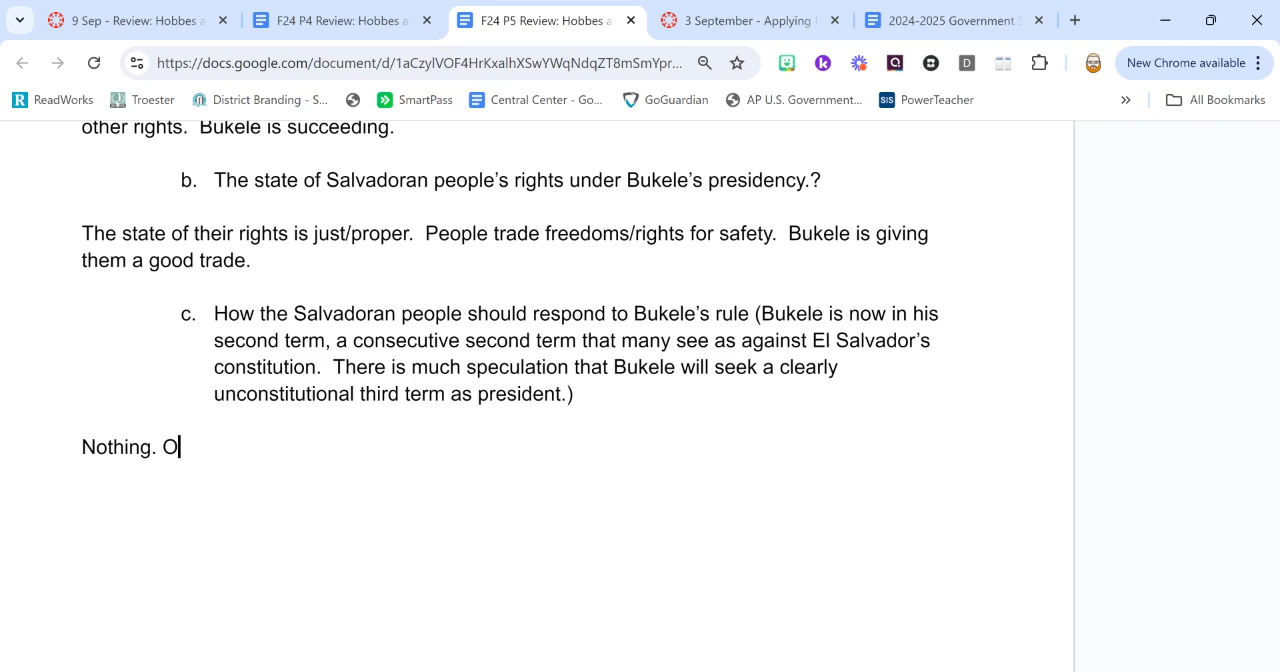 9 Sep - Review: Hobbes a
F24 P4 Review: Hobbes a
F24 P5 Review: Hobbes a
3 September - Applying
2024-2025 Government S
https://docs.google.com/document/d/1aCzylVOF4HrKxalhXSwYWqNdqZT8mSmYpr...
New Chrome available
ReadWorks
Troester
District Branding - S...
SmartPass
Central Center - Go...
GoGuardian
AP U.S. Government...
SIS PowerTeacher
All Bookmarks
other rights.  Bukele is succeeding.
b. The state of Salvadoran people's rights under Bukele's presidency.?
The state of their rights is just/proper.  People trade freedoms/rights for safety.  Bukele is giving
them a good trade.
c. How the Salvadoran people should respond to Bukele's rule (Bukele is now in his
second term, a consecutive second term that many see as against El Salvador's
constitution.  There is much speculation that Bukele will seek a clearly
unconstitutional third term as president.)
Nothing. O